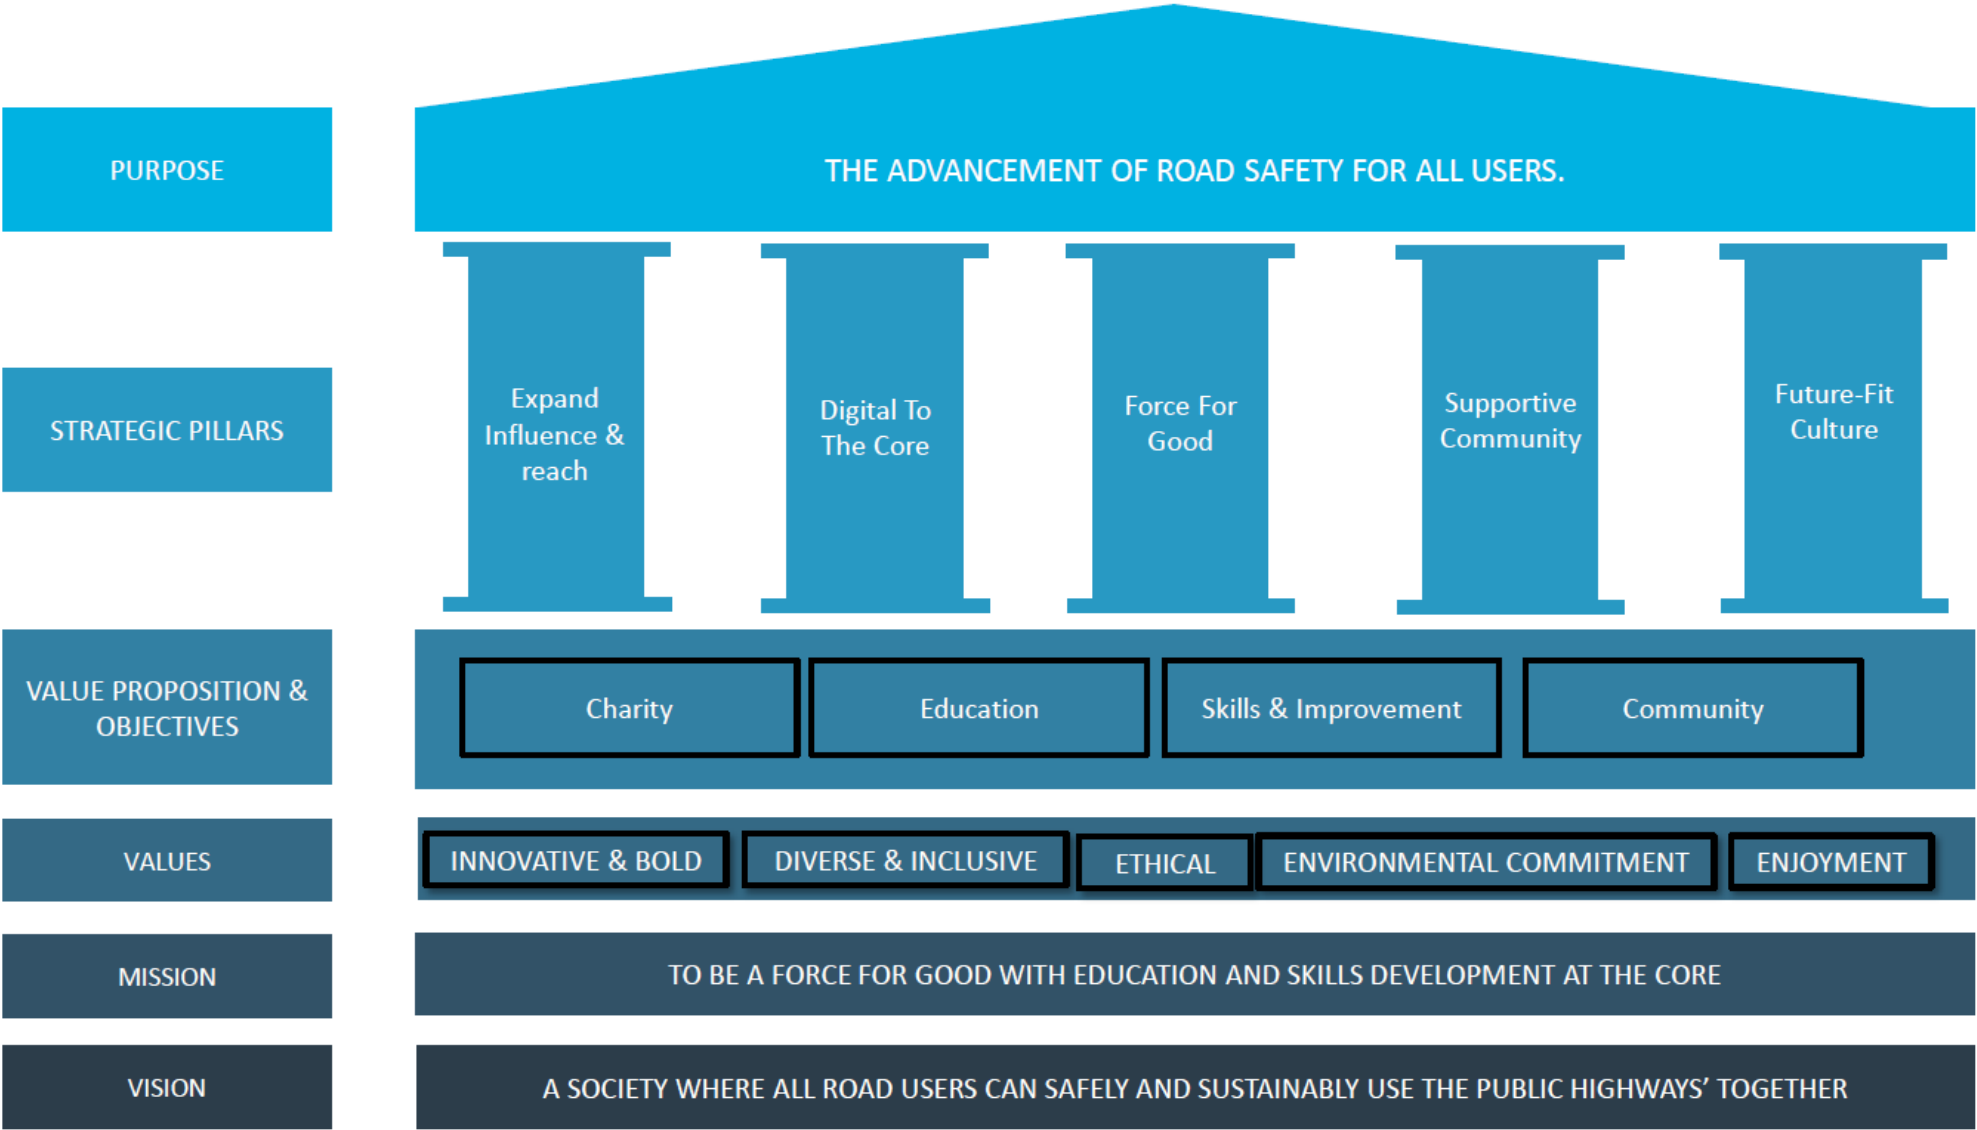 PURPOSE
THE ADVANCEMENT OF ROAD SAFETY FOR ALL USERS.
STRATEGIC PILLARS
Expand
Influence &
reach
Digital To
The Core
Force For
Good
Supportive
Community
Future-Fit
Culture
VALUE PROPOSITION &
OBJECTIVES
Charity
Education
Skills & Improvement
Community
VALUES
INNOVATIVE & BOLD
DIVERSE & INCLUSIVE
ETHICAL
ENVIRONMENTAL COMMITMENT
ENJOYMENT
MISSION
TO BE A FORCE FOR GOOD WITH EDUCATION AND SKILLS DEVELOPMENT AT THE CORE
VISION
A SOCIETY WHERE ALL ROAD USERS CAN SAFELY AND SUSTAINABLY USE THE PUBLIC HIGHWAYS’ TOGETHER